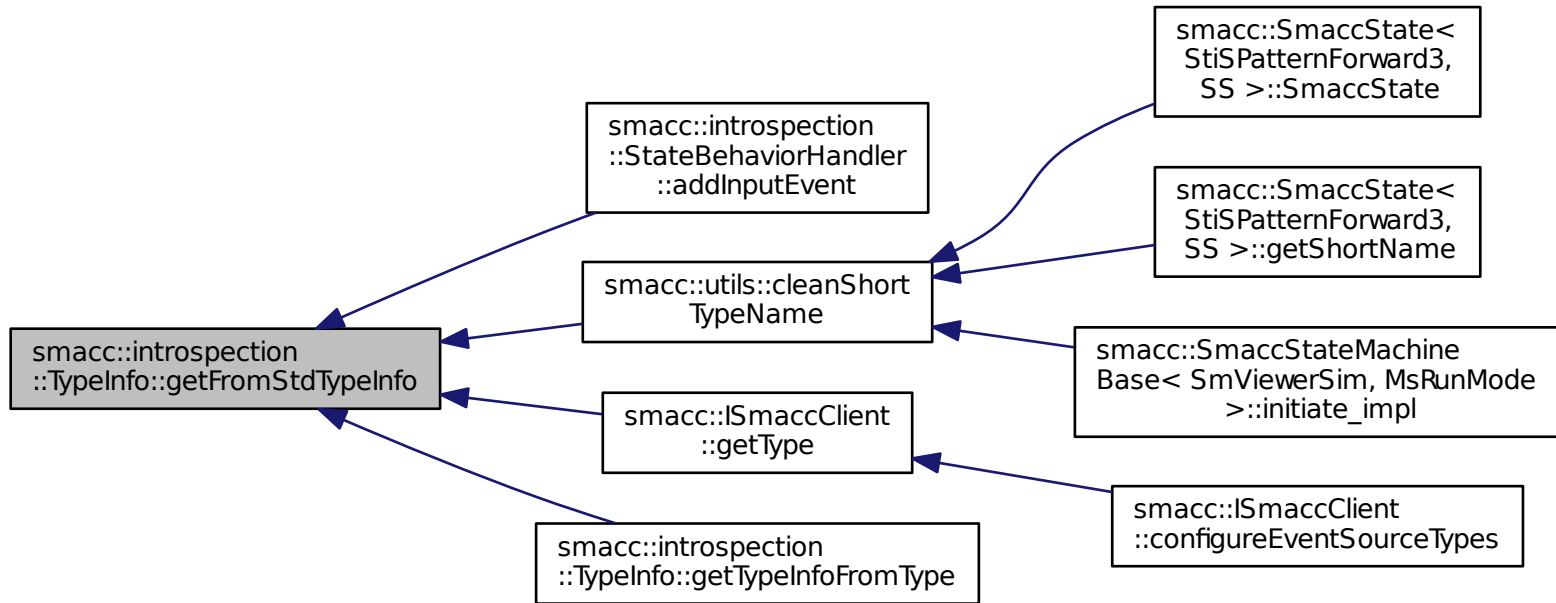 smacc::SmaccState<
StiSPatternForward3,
SS >::SmaccState
smacc::introspection
::StateBehaviorHandler
::addInputEvent
smacc::SmaccState<
StiSPatternForward3,
SS >::getShortName
smacc::utils::cleanShort
TypeName
smacc::introspection
::TypeInfo::getFromStdTypeInfo
smacc::SmaccStateMachine
Base< SmViewerSim, MsRunMode
>::initiate_impl
smacc::ISmaccClient
::getType
smacc::ISmaccClient
::configureEventSourceTypes
smacc::introspection
::TypeInfo::getTypeInfoFromType